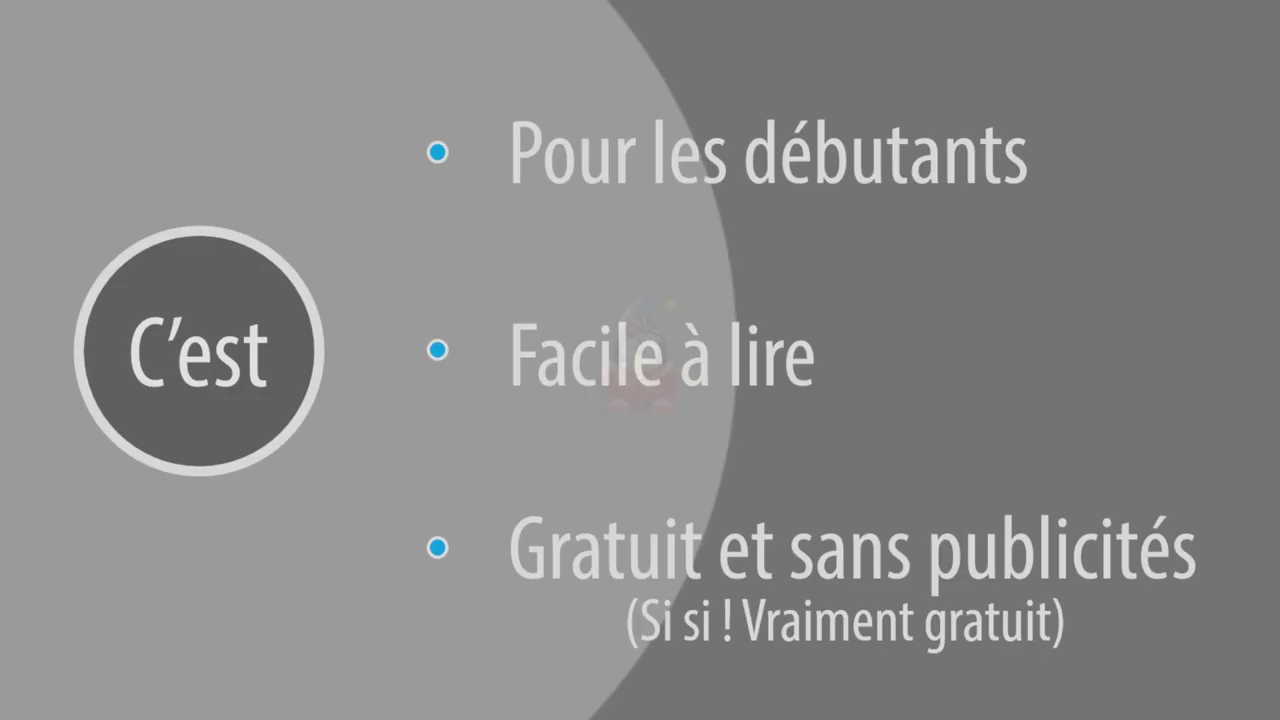 Pour les débutants
C’est
Facile à lire
Gratuit et sans publicités
(Si si ! Vraiment gratuit)